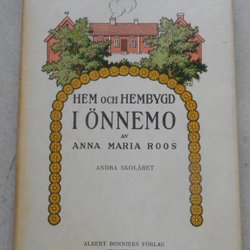 HEM OCH HEMBYGD
I ÖNNEMO
AV
ANNA MARIA ROOS
ANDRA SKOLÅRET
ALBERT BONNIERS FÖRLAG